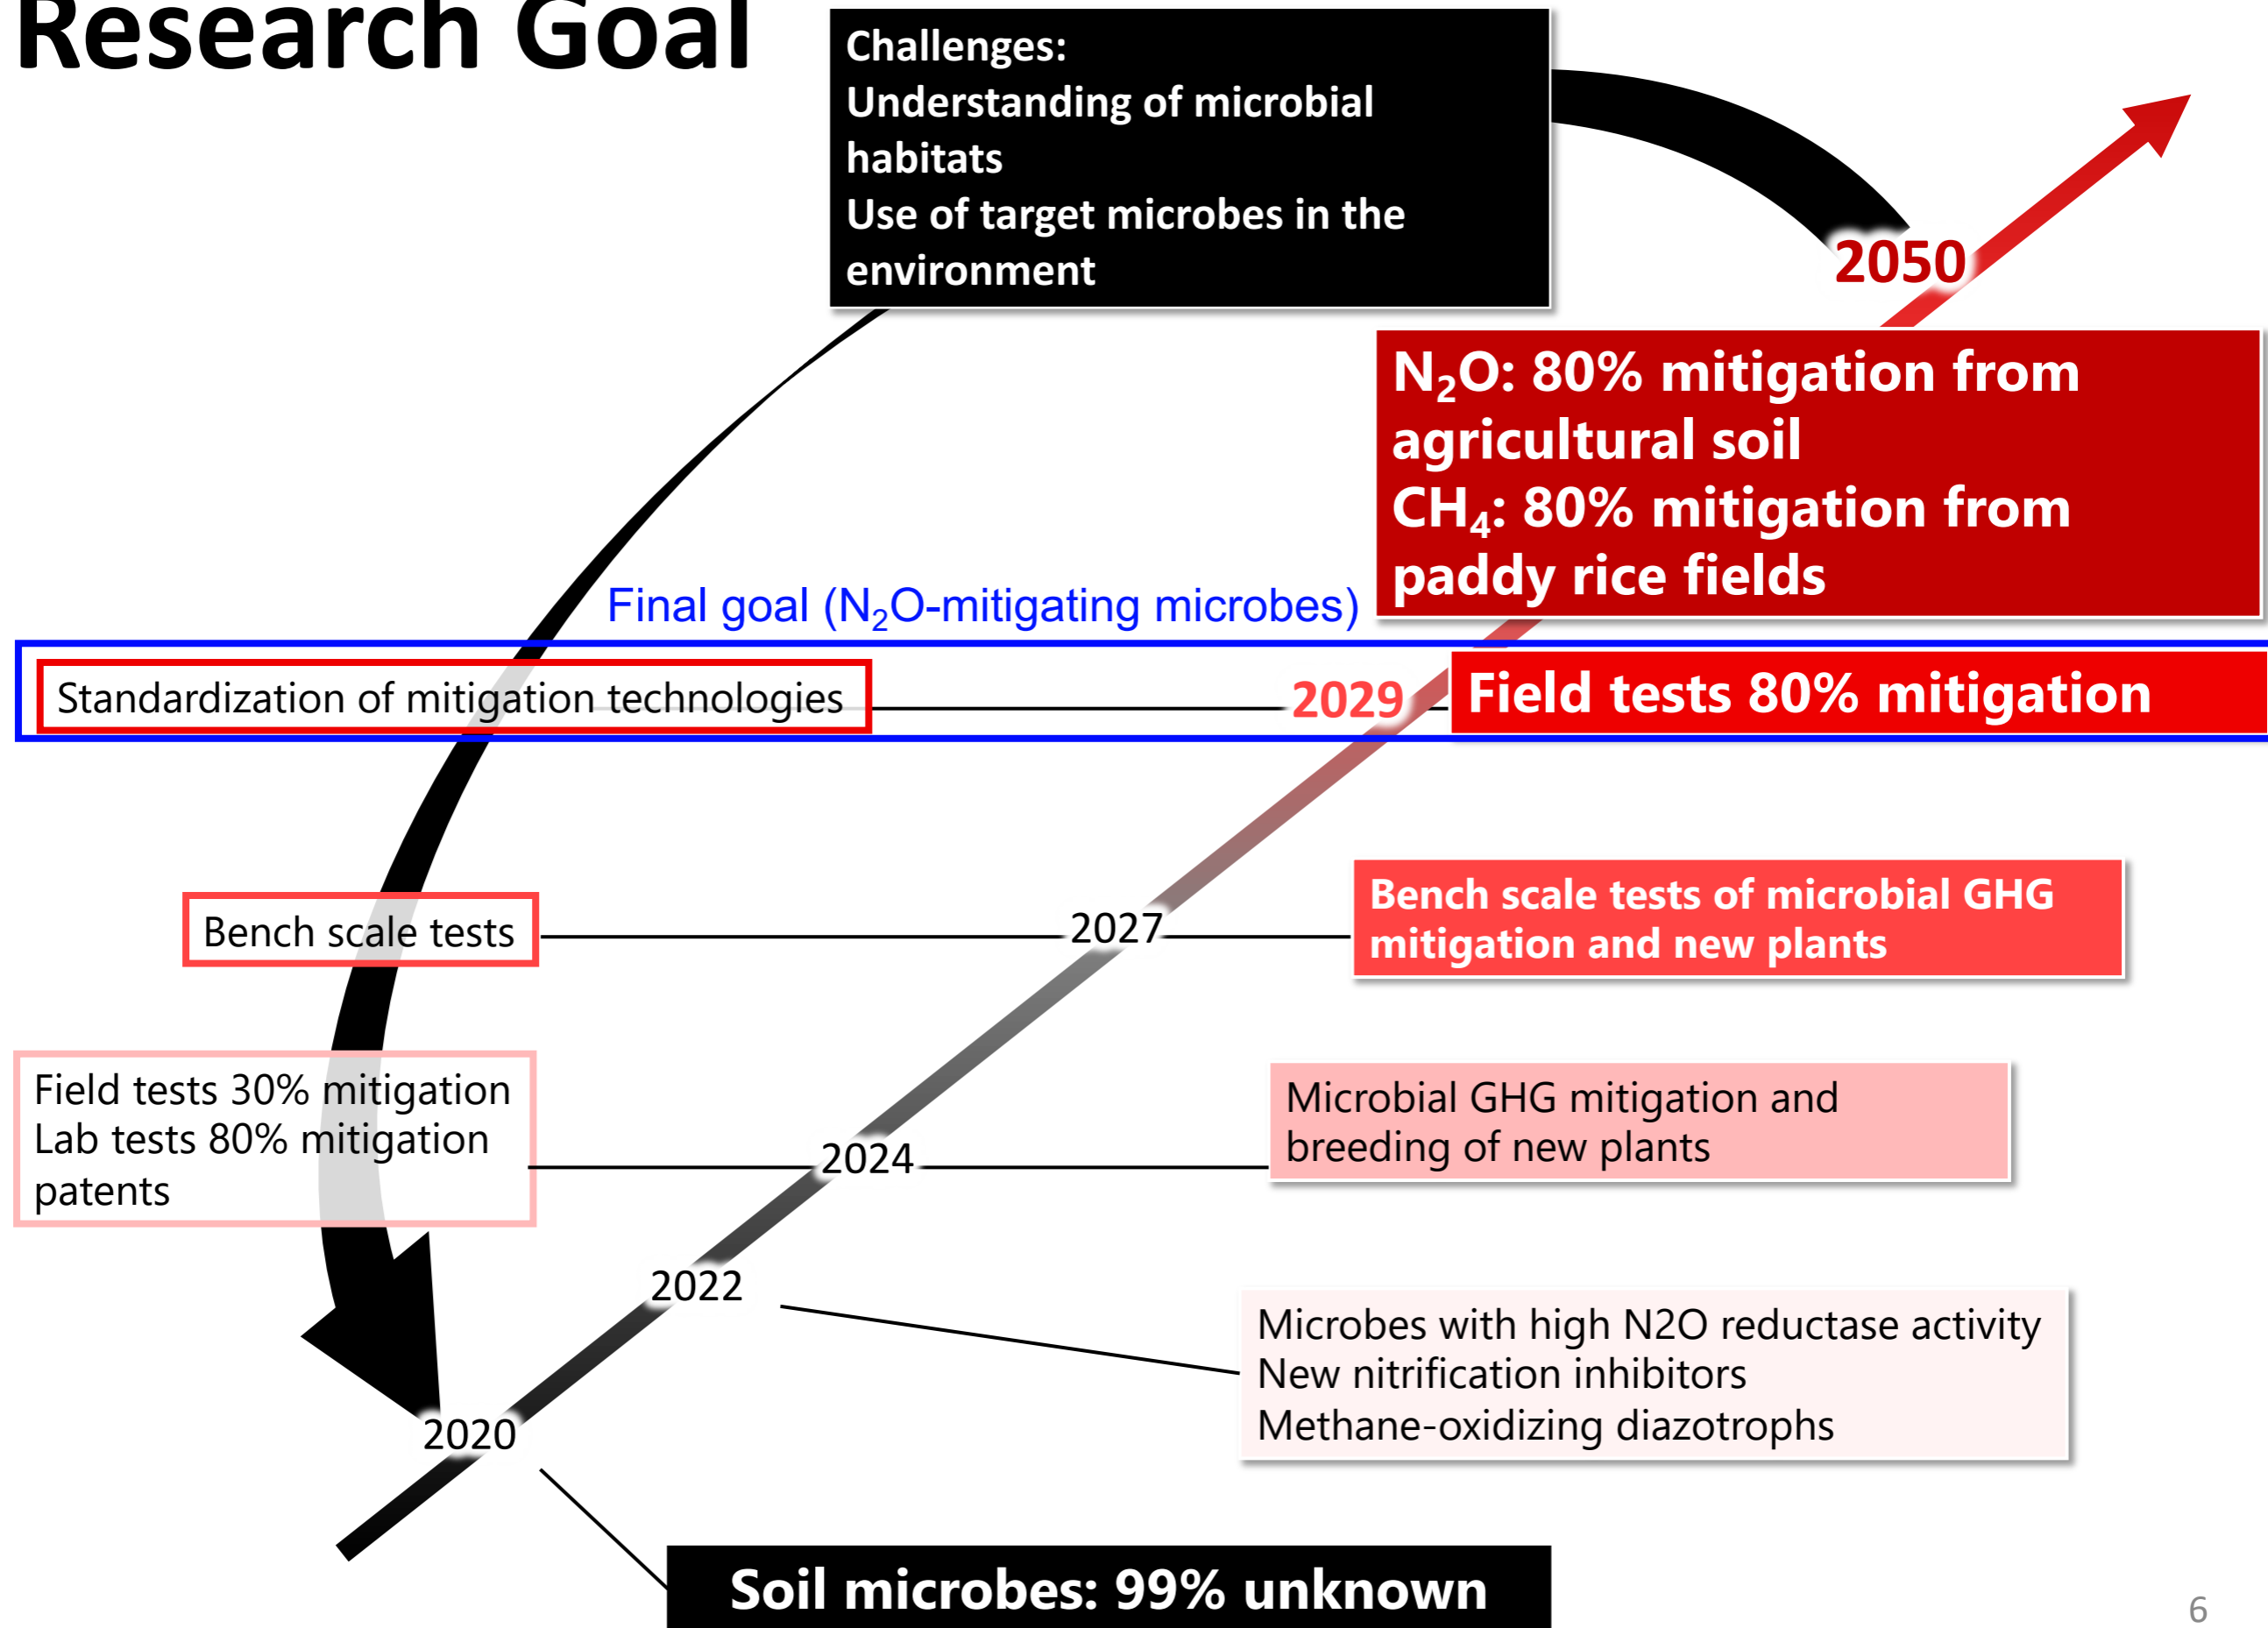 Research Goal
Challenges:
Understanding of microbial
habitats
Use of target microbes in the
environment
2050
N₂O: 80% mitigation from
agricultural soil
CH₄: 80% mitigation from
paddy rice fields
Final goal (N₂O-mitigating microbes)
Standardization of mitigation technologies
2029
Field tests 80% mitigation
Bench scale tests
2027
Bench scale tests of microbial GHG
mitigation and new plants
Field tests 30% mitigation
Lab tests 80% mitigation
patents
2024
Microbial GHG mitigation and
breeding of new plants
2022
Microbes with high N2O reductase activity
New nitrification inhibitors
Methane-oxidizing diazotrophs
2020
Soil microbes: 99% unknown
6